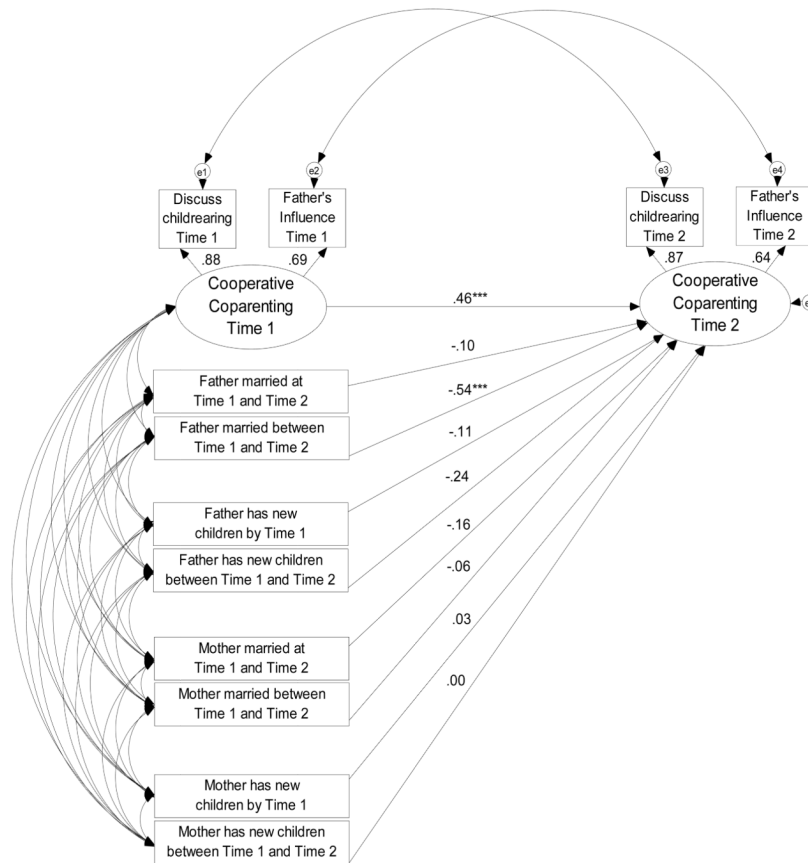 e1
e2
e3
e4
Discuss
childrearing
Time 1
Father's
Influence
Time 1
Discuss
childrearing
Time 2
Father's
Influence
Time 2
.88
.69
.87
.64
Cooperative
Coparenting
Time 1
Cooperative
Coparenting
Time 2
.46***
-.10
Father married at
Time 1 and Time 2
-.54***
Father married between
Time 1 and Time 2
-.11
-.24
Father has new
children by Time 1
-.16
Father has new children
between Time 1 and Time 2
-.06
.03
Mother married at
Time 1 and Time 2
.00
Mother married between
Time 1 and Time 2
Mother has new
children by Time 1
Mother has new children
between Time 1 and Time 2